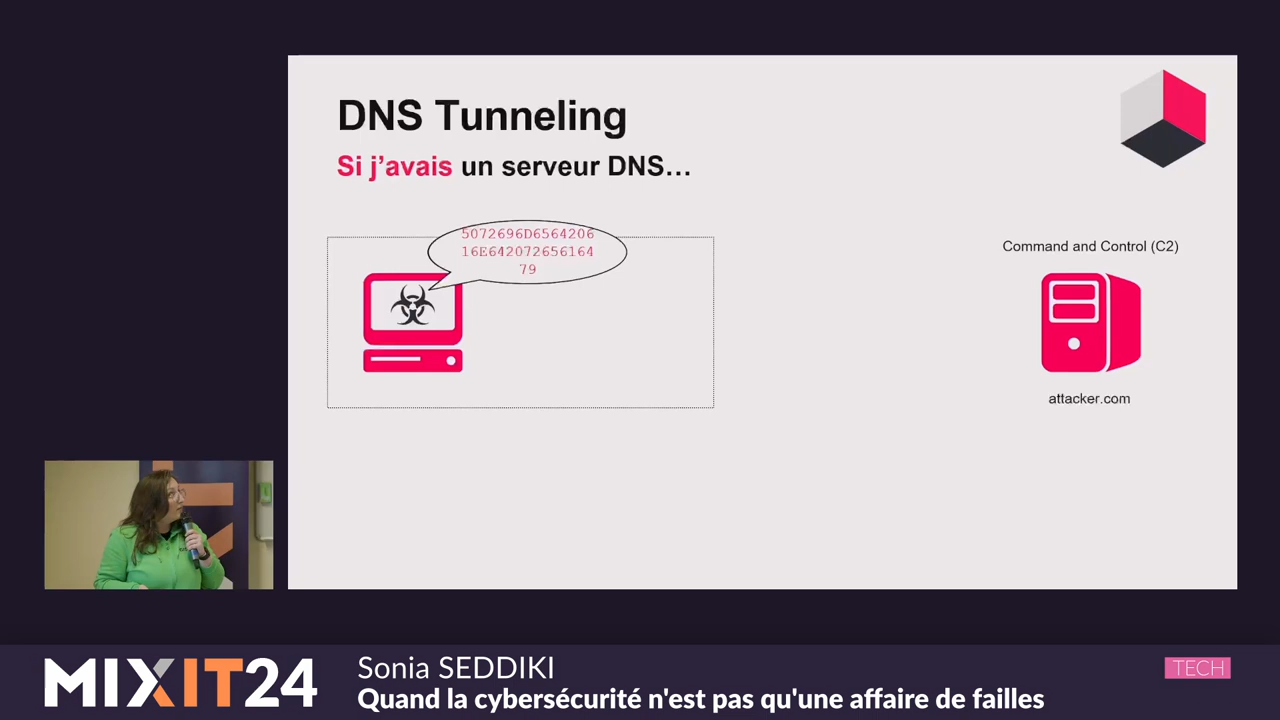 DNS Tunneling
Si j’avais un serveur DNS…
5072696D6564206
16E642072656164
79
Command and Control (C2)
attacker.com
MIXIT24
Sonia SEDDIKI
Quand la cybersécurité n'est pas qu'une affaire de failles
TECH